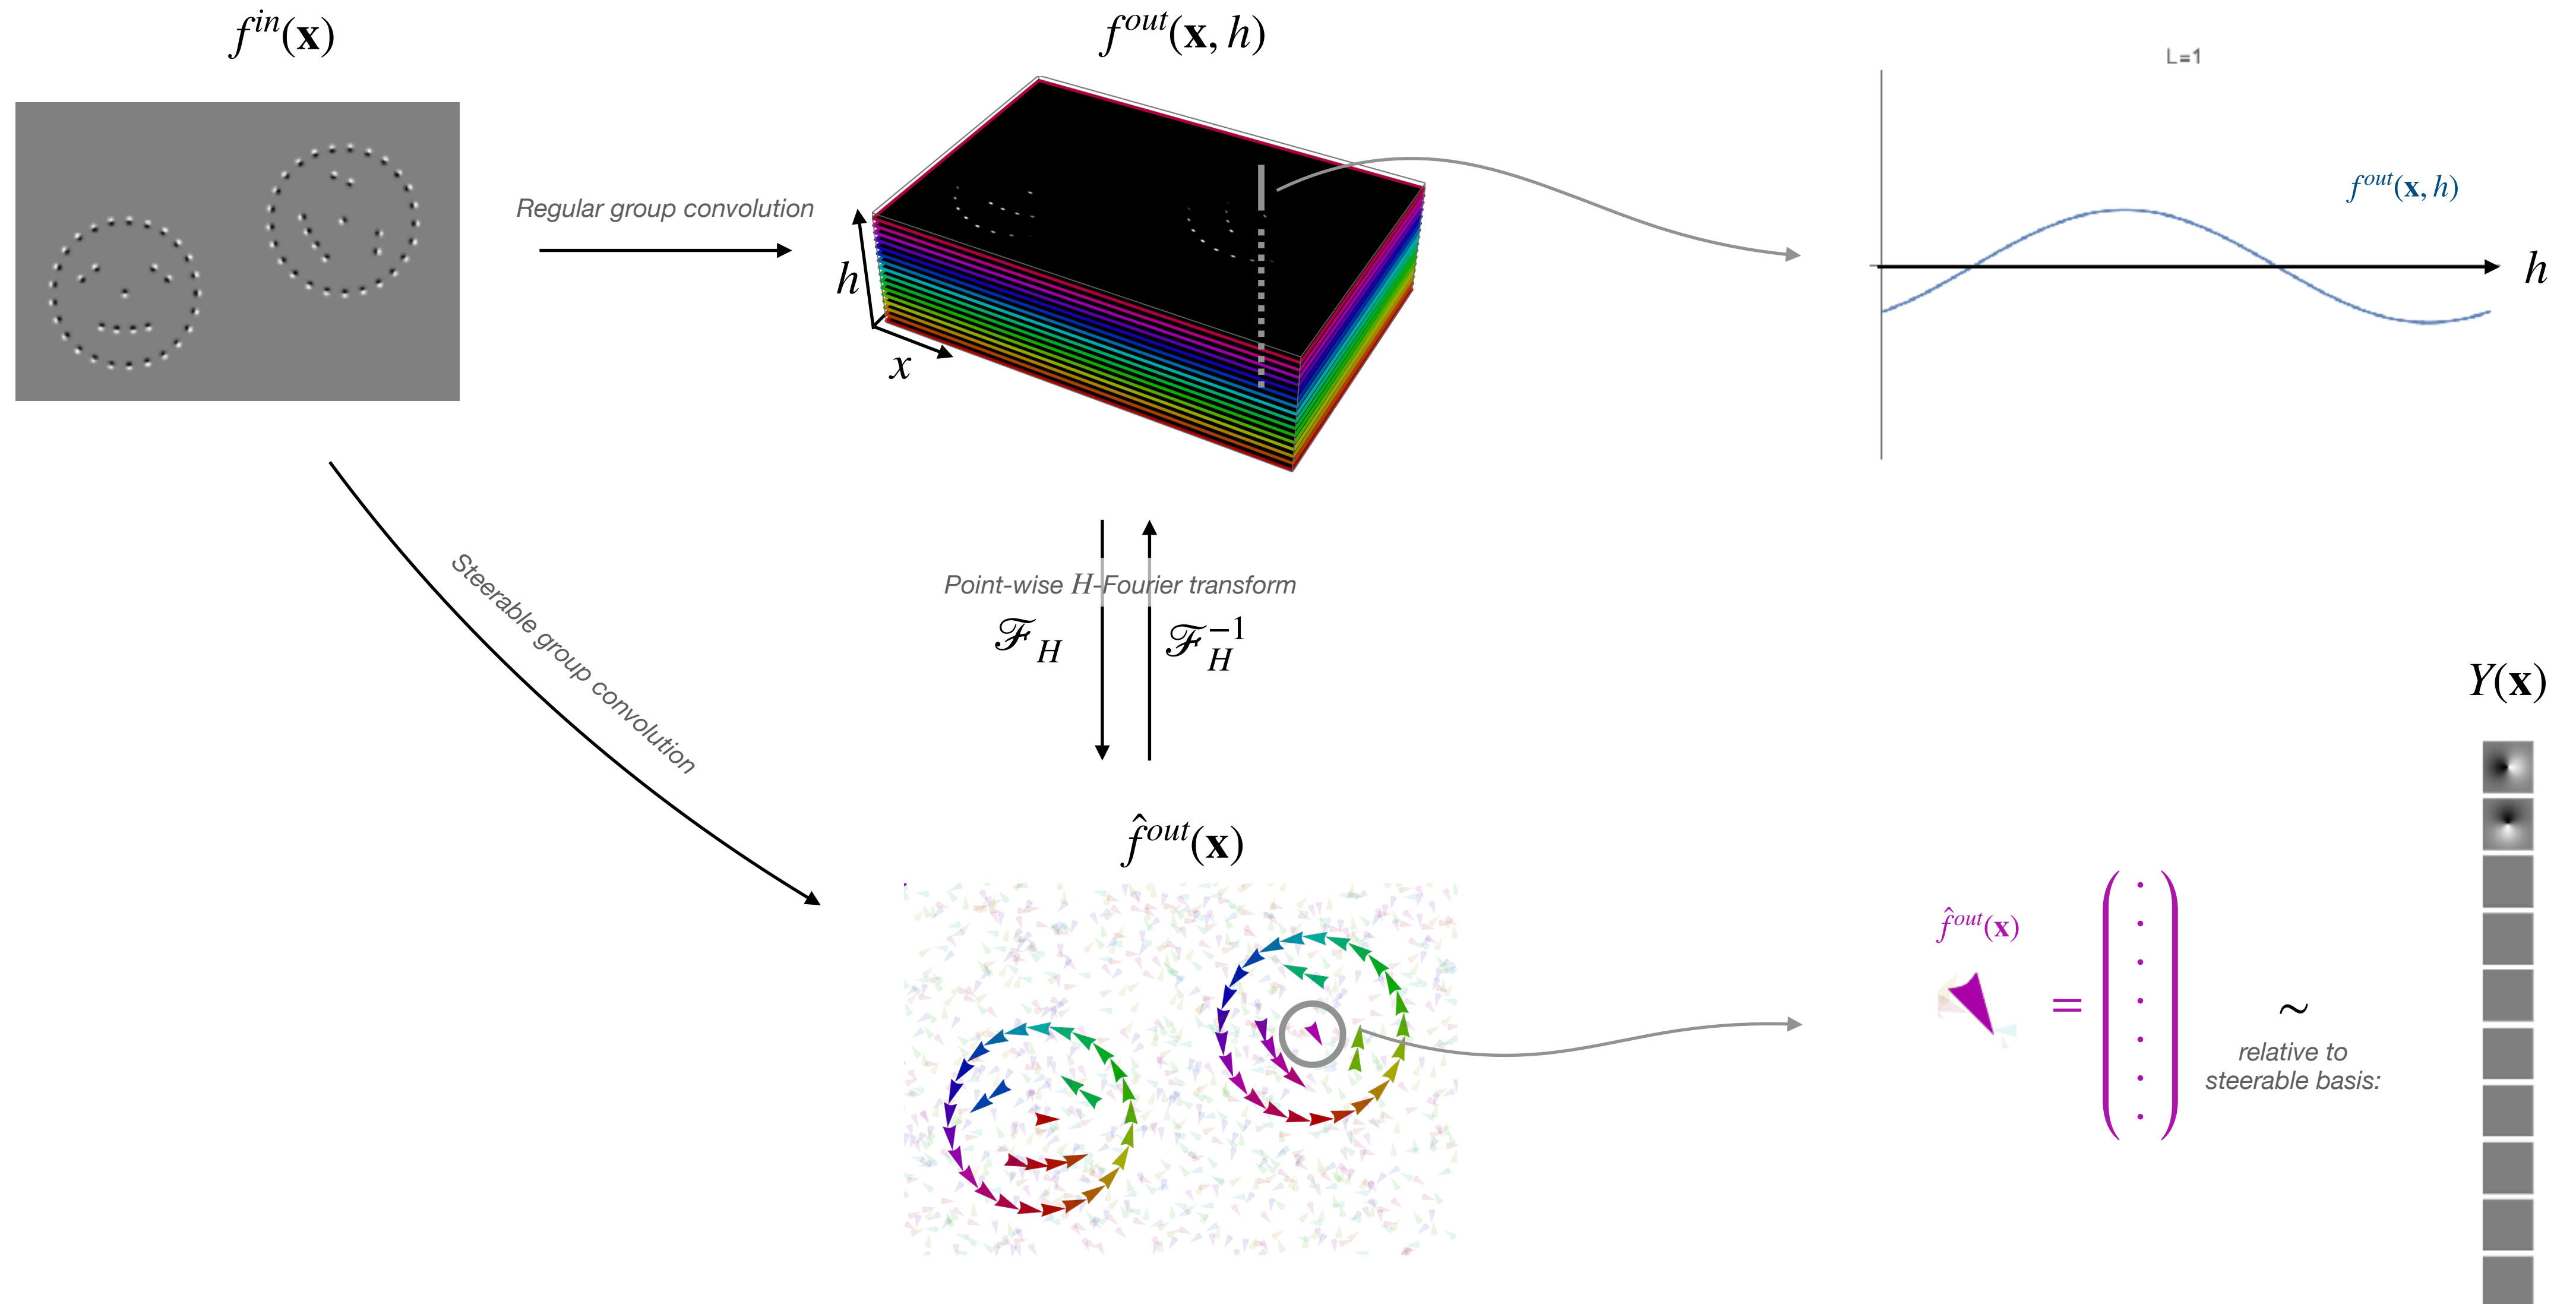 f^{in}(x)
f^{out}(x, h)
L=1
f^{out}(x, h)
Regular group convolution
h
h
x
Steerable group convolution
Point-wise H-Fourier transform
ℱ_H
ℱ_H^{-1}
Y(x)
f̂^{out}(x)
f̂^{out}(x)
=
∼
relative to
steerable basis: